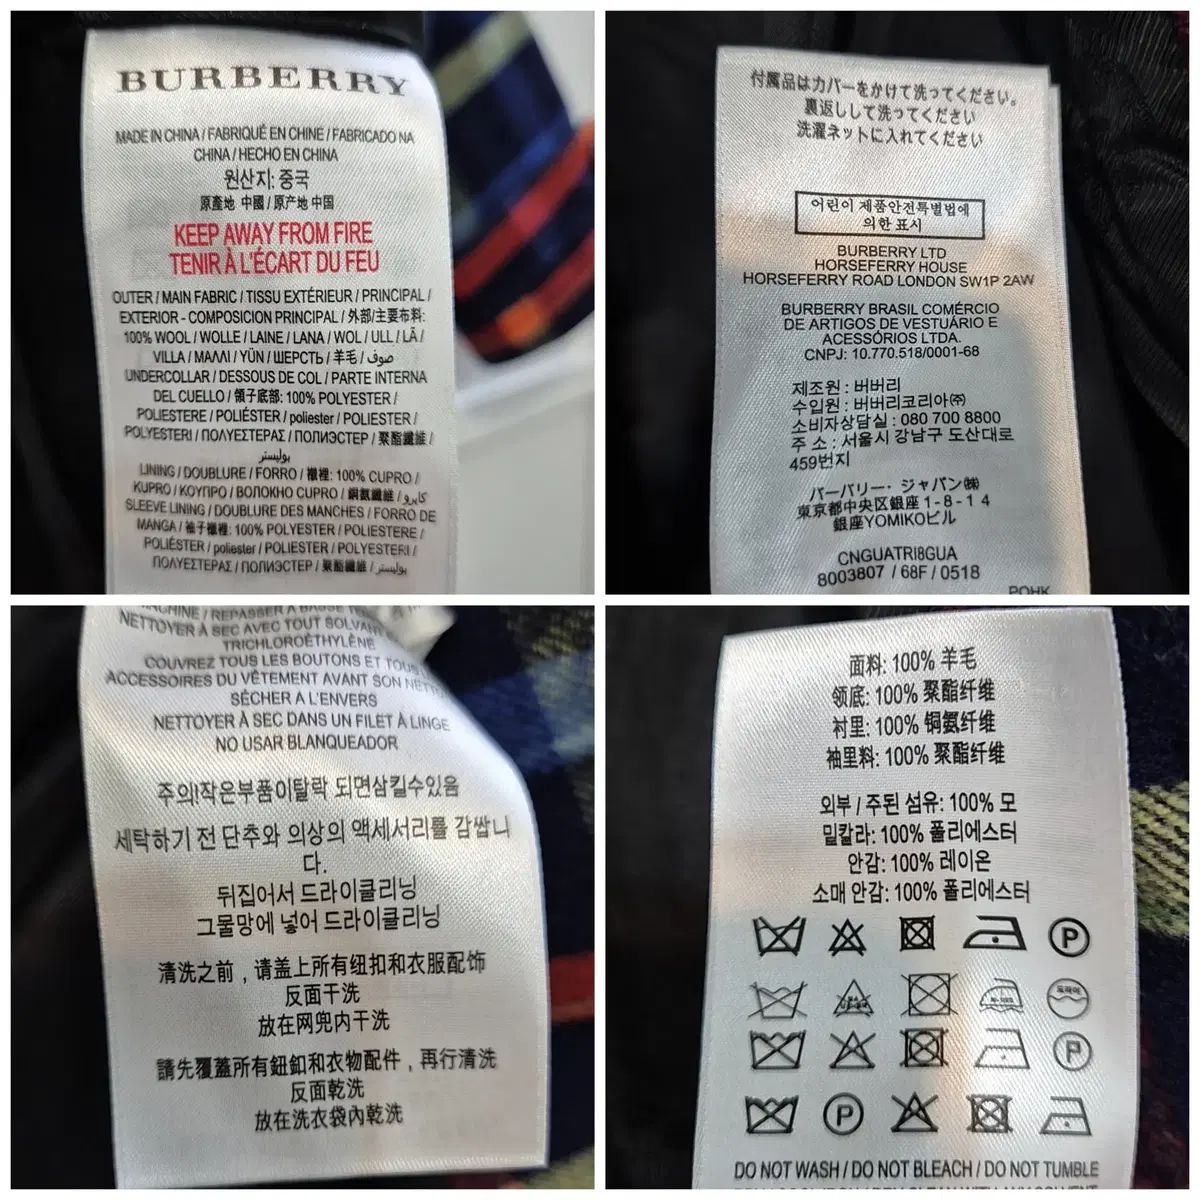 BURBERRY
MADE IN CHINA / FABRIQUÉ EN CHINE / FABRICADO NA
CHINA / HECHO EN CHINA
원산지: 중국
原產地 中國 / 原产地 中国
KEEP AWAY FROM FIRE
TENIR À L'ÉCART DU FEU
OUTER / MAIN FABRIC / TISSU EXTÉRIEUR / PRINCIPAL /
EXTERIOR - COMPOSICION PRINCIPAL / 外部/主要布料:
100% WOOL / WOLLE / LAINE / LANA / WOL / ULL / LÃ /
VILLA / ΜΑΛΛΙ / YÜN / ШЕРСТЬ / 羊毛 / صوف
UNDERCOLLAR / DESSOUS DE COL / PARTE INTERNA
DEL CUELLO / 領子底部: 100% POLYESTER /
POLIESTERE / POLIÉSTER / poliester / POLIESTER /
POLYESTERI / ΠΟΛΥΕΣΤΕΡΑΣ / ПОЛИЭСТЕР / 聚酯纖維 /
بوليستر
LINING / DOUBLURE / FORRO / 襯裡: 100% CUPRO /
KUPRO / ΚΟΥΠΡΟ / ВОЛОКНО CUPRO / 銅氨纖維 / كابرو
SLEEVE LINING / DOUBLURE DES MANCHES / FORRO DE
MANGA / 袖子襯裡: 100% POLYESTER / POLIESTERE /
POLIÉSTER / poliester / POLIESTER / POLYESTERI /
ΠΟΛΥΕΣΤΕΡΑΣ / ПОЛИЭСТЕР / 聚酯纖維 / بوليستر
付属品はカバーをかけて洗ってください。
裏返しして洗ってください
洗濯ネットに入れてください
어린이 제품안전특별법에
의한 표시
BURBERRY LTD
HORSEFERRY HOUSE
HORSEFERRY ROAD LONDON SW1P 2AW
BURBERRY BRASIL COMÉRCIO
DE ARTIGOS DE VESTUÁRIO E
ACESSÓRIOS LTDA.
CNPJ: 10.770.518/0001-68
제조원 : 버버리
수입원 : 버버리코리아㈜
소비자상담실 : 080 700 8800
주 소 : 서울시 강남구 도산대로
459번지
バーバリー・ジャパン㈱
東京都中央区銀座1-8-14
銀座YOMIKOビル
CNGUATRI8GUA
8003807 / 68F / 0518
POHK
MACHINE / REPASSER À BASSE
NETTOYER À SEC AVEC TOUT SOLVANT
TRICHLOROÉTHYLÈNE
COUVREZ TOUS LES BOUTONS ET TOUS
ACCESSOIRES DU VÊTEMENT AVANT SON NETTO
SÉCHER A L'ENVERS
NETTOYER À SEC DANS UN FILET À LINGE
NO USAR BLANQUEADOR
주의!작은부품이탈락 되면삼킬수있음
세탁하기 전 단추와 의상의 액세서리를 감쌉니
다.
뒤집어서 드라이클리닝
그물망에 넣어 드라이클리닝
清洗之前，请盖上所有纽扣和衣服配饰
反面干洗
放在网兜内干洗
請先覆蓋所有鈕釦和衣物配件，再行清洗
反面乾洗
放在洗衣袋內乾洗
面料: 100% 羊毛
领底: 100% 聚酯纤维
衬里: 100% 铜氨纤维
袖里料: 100% 聚酯纤维
외부 / 주된 섬유: 100% 모
밑칼라: 100% 폴리에스터
안감: 100% 레이온
소매 안감: 100% 폴리에스터
P
드라이
P
P
DO NOT WASH / DO NOT BLEACH / DO NOT TUMBLE